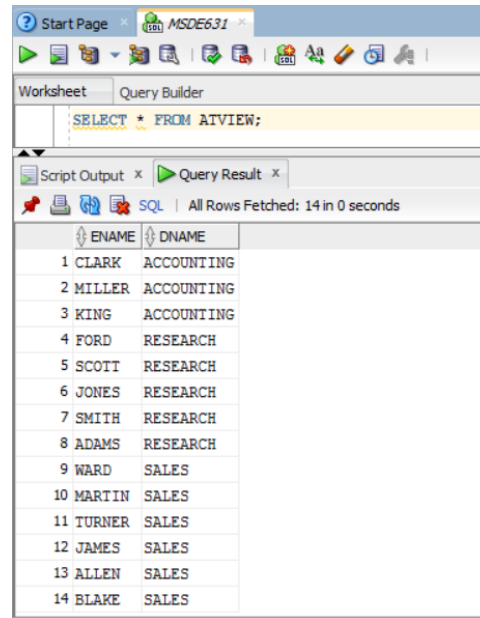 Start Page MSDE631
Worksheet Query Builder
SELECT * FROM ATVIEW;
Script Output x Query Result x
SQL | All Rows Fetched: 14 in 0 seconds
ENAME DNAME
1 CLARK ACCOUNTING
2 MILLER ACCOUNTING
3 KING ACCOUNTING
4 FORD RESEARCH
5 SCOTT RESEARCH
6 JONES RESEARCH
7 SMITH RESEARCH
8 ADAMS RESEARCH
9 WARD SALES
10 MARTIN SALES
11 TURNER SALES
12 JAMES SALES
13 ALLEN SALES
14 BLAKE SALES